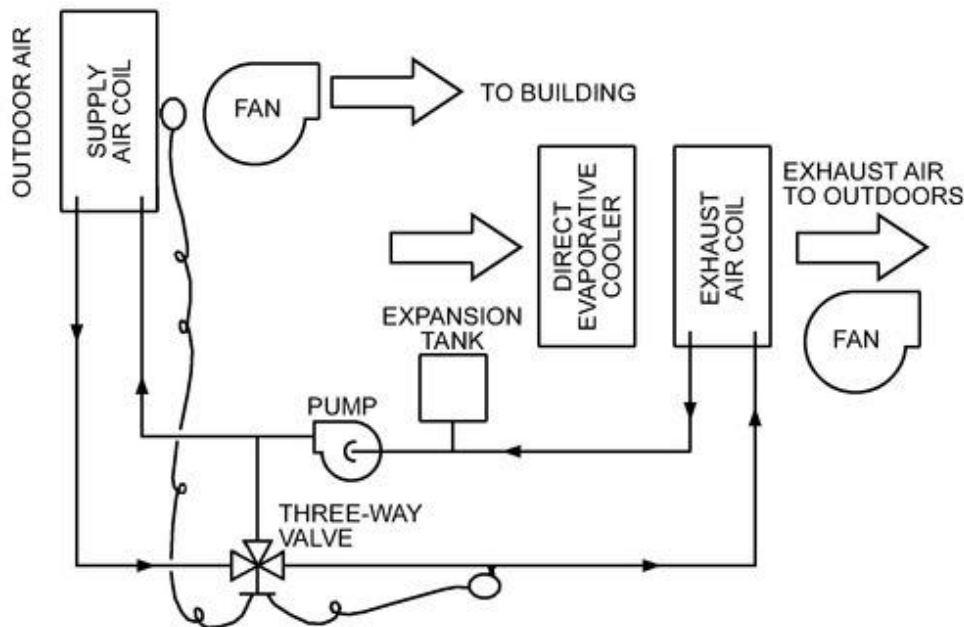 OUTDOOR AIR
SUPPLY
AIR COIL
FAN
TO BUILDING
DIRECT
EVAPORATIVE
COOLER
EXHAUST
AIR COIL
EXHAUST AIR
TO OUTDOORS
FAN
EXPANSION
TANK
PUMP
THREE-WAY
VALVE